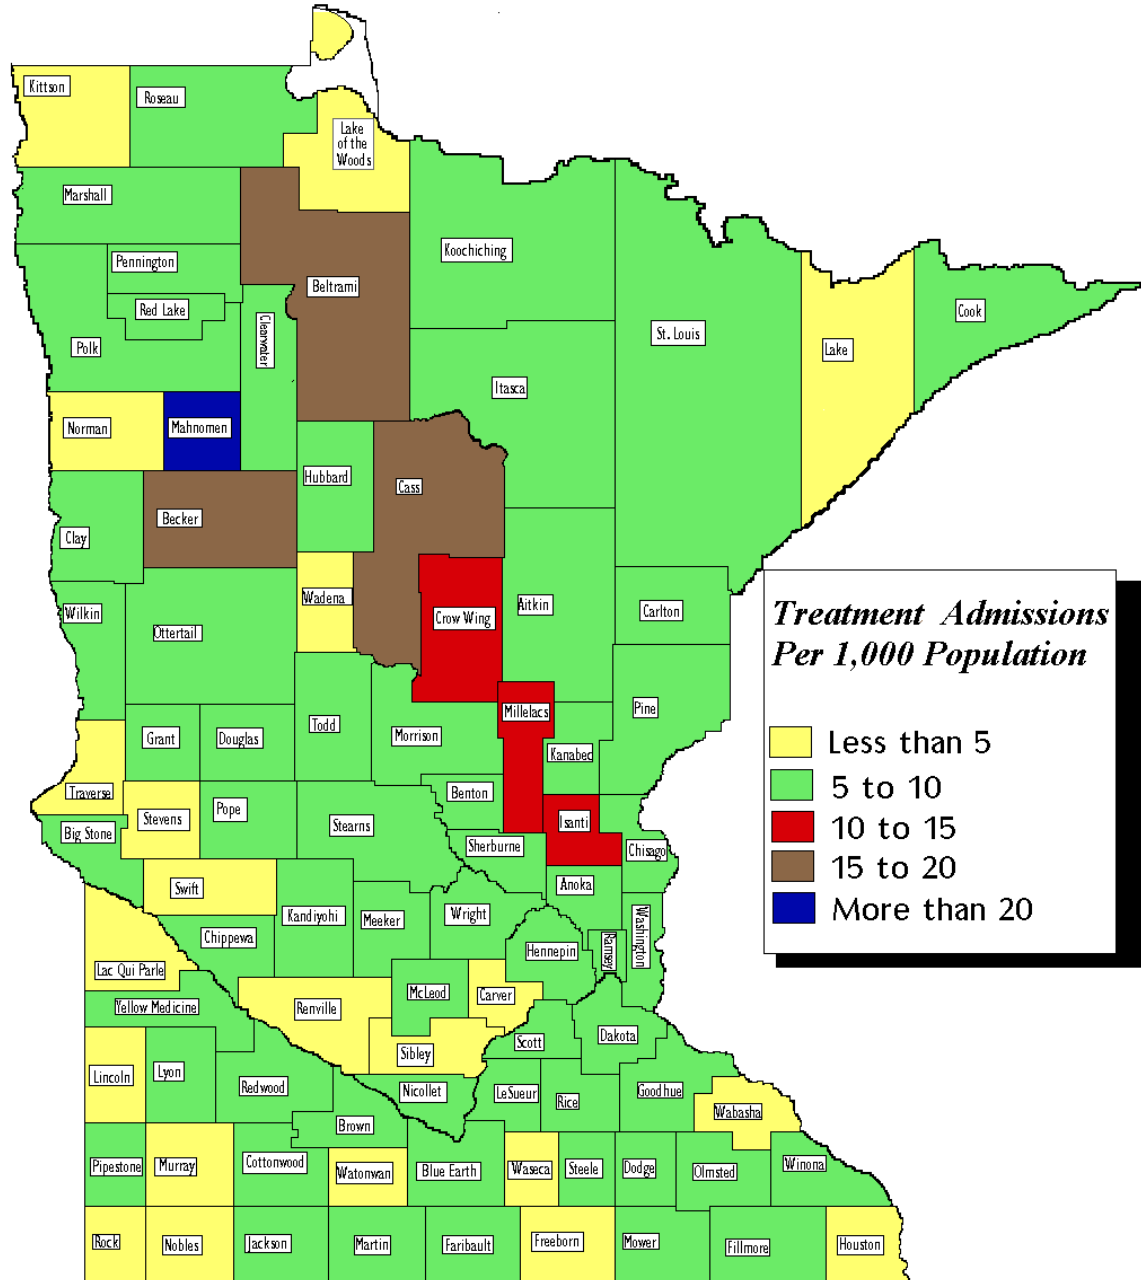 Kittson
Roseau
Lake
of the
Woods
Marshall
Koochiching
Pennington
Beltrami
Red Lake
Cook
Clearwater
St. Louis
Polk
Lake
Itasca
Norman
Mahnomen
Hubbard
Cass
Becker
Clay
Wadena
Aitkin
Wilkin
Crow Wing
Carlton
Ottertail
Treatment Admissions
Per 1,000 Population
Less than 5
5 to 10
10 to 15
15 to 20
More than 20
Millelacs
Pine
Todd
Grant
Douglas
Morrison
Kanabec
Traverse
Benton
Pope
Stevens
Isanti
Stearns
Big Stone
Sherburne
Chisago
Swift
Anoka
Kandiyohi
Meeker
Wright
Washington
Chippewa
Hennepin
Ramsey
Lac Qui Parle
McLeod
Carver
Yellow Medicine
Renville
Dakota
Scott
Sibley
Lyon
Lincoln
Redwood
Nicollet
LeSueur
Goodhue
Rice
Wabasha
Brown
Pipestone
Murray
Cottonwood
Watonwan
Blue Earth
Waseca
Steele
Dodge
Olmsted
Winona
Rock
Nobles
Jackson
Martin
Faribault
Freeborn
Mower
Fillmore
Houston